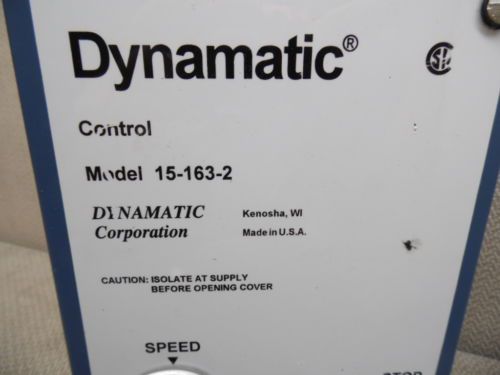 Dynamatic®
Control
Model 15-163-2
DYNAMATIC Kenosha, WI
Corporation Made in U.S.A.
CAUTION: ISOLATE AT SUPPLY
BEFORE OPENING COVER
SPEED